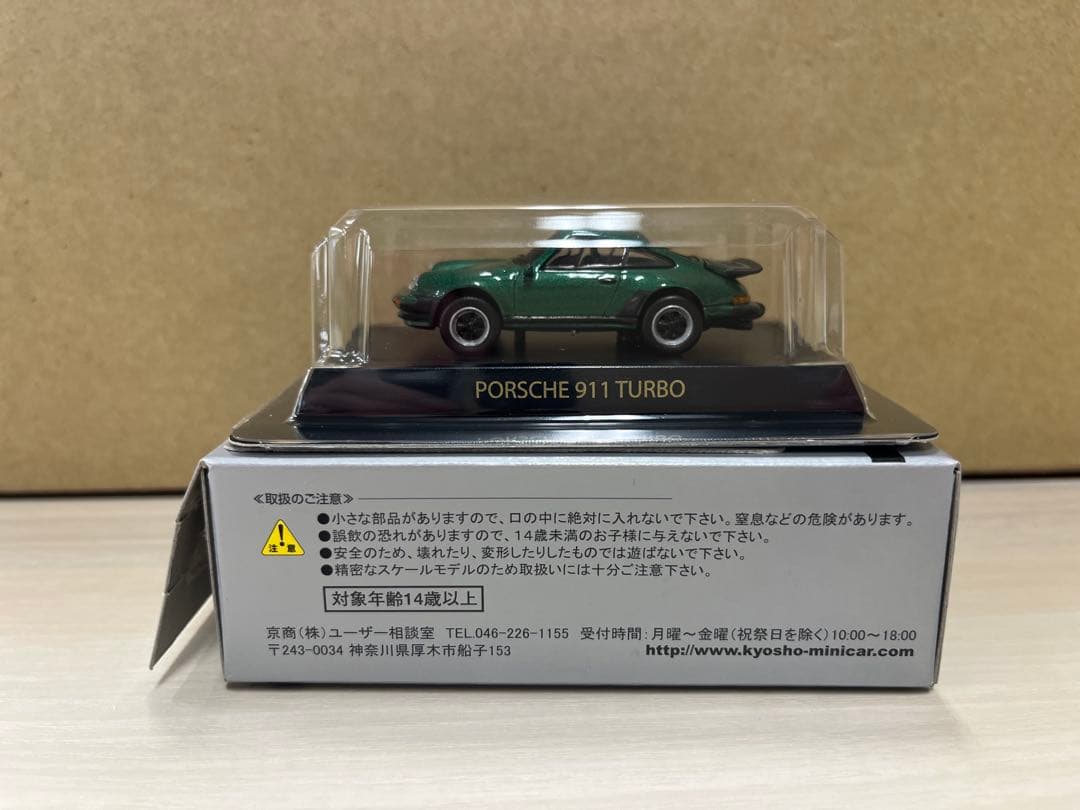 PORSCHE 911 TURBO
≪取扱のご注意≫
●小さな部品がありますので、口の中に絶対に入れないで下さい。窒息などの危険があります。
●誤飲の恐れがありますので、14歳未満のお子様に与えないで下さい。
注意
●安全のため、壊れたり、変形したりしたものでは遊ばないで下さい。
●精密なスケールモデルのため取扱いには十分ご注意下さい。
対象年齢14歳以上
京商(株)ユーザー相談室 TEL.046-226-1155 受付時間:月曜～金曜(祝祭日を除く)10:00～18:00
〒243-0034 神奈川県厚木市船子153 http://www.kyosho-minicar.com